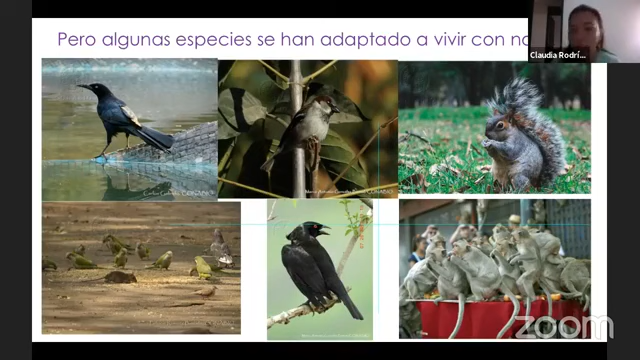 Pero algunas especies se han adaptado a vivir con no
Claudia Rodrí...
zoom